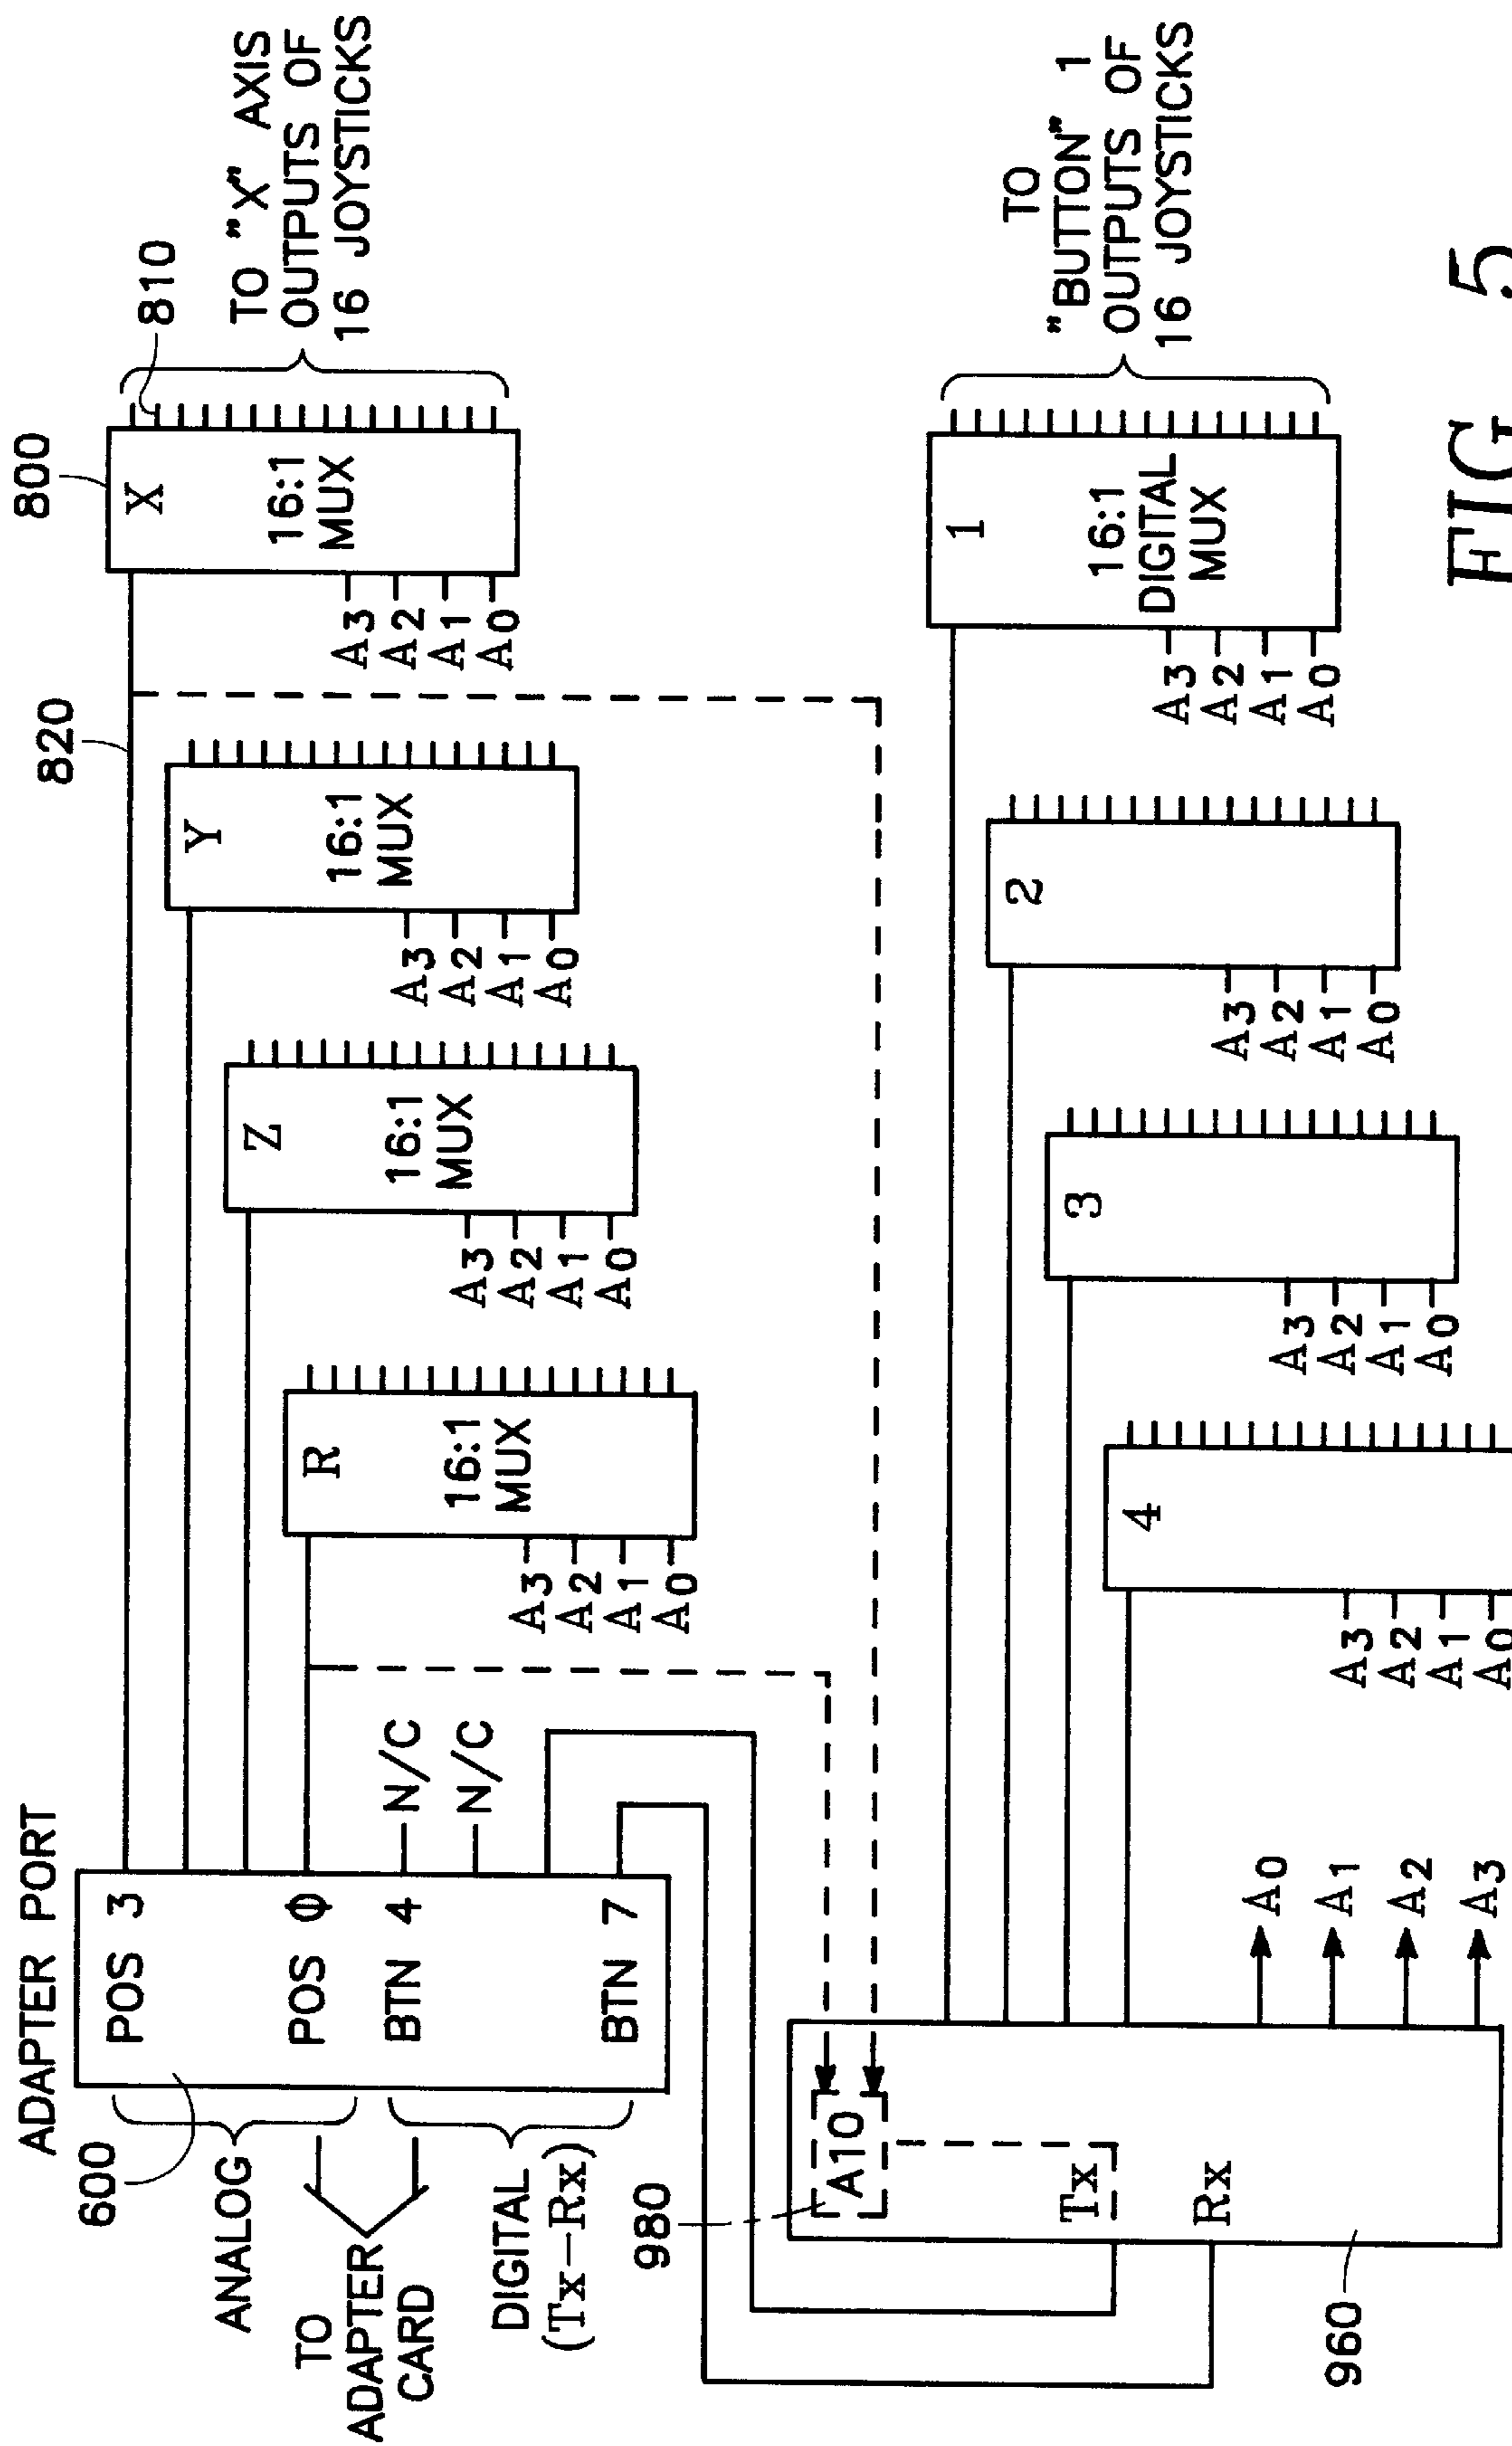 ADAPTER PORT
600
POS 3
POS Φ
BTN 4
BTN 7
ANALOG
TO
ADAPTER
CARD
DIGITAL
(Tx-Rx)
N/C
N/C
820
800
810
R
16:1
MUX
A3
A2
A1
A0
Z
16:1
MUX
A3
A2
A1
A0
Y
16:1
MUX
A3
A2
A1
A0
X
16:1
MUX
A3
A2
A1
A0
TO "X" AXIS
OUTPUTS OF
16 JOYSTICKS
980
A10
Tx
Rx
960
A0
A1
A2
A3
4
A3
A2
A1
A0
3
A3
A2
A1
A0
2
A3
A2
A1
A0
1
16:1
DIGITAL
MUX
A3
A2
A1
A0
TO
"BUTTON" 1
OUTPUTS OF
16 JOYSTICKS
FIG. 5